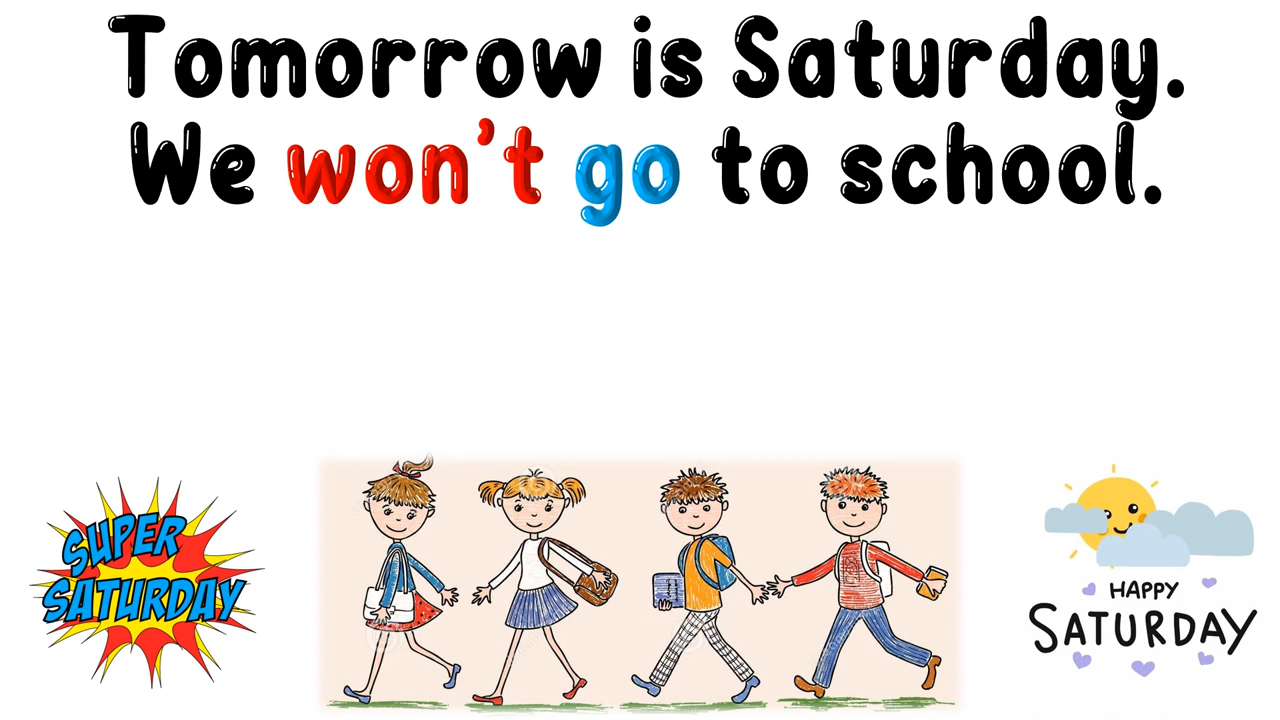 Tomorrow is Saturday.
We won't go to school.
SUPER
SATURDAY
HAPPY
SATURDAY